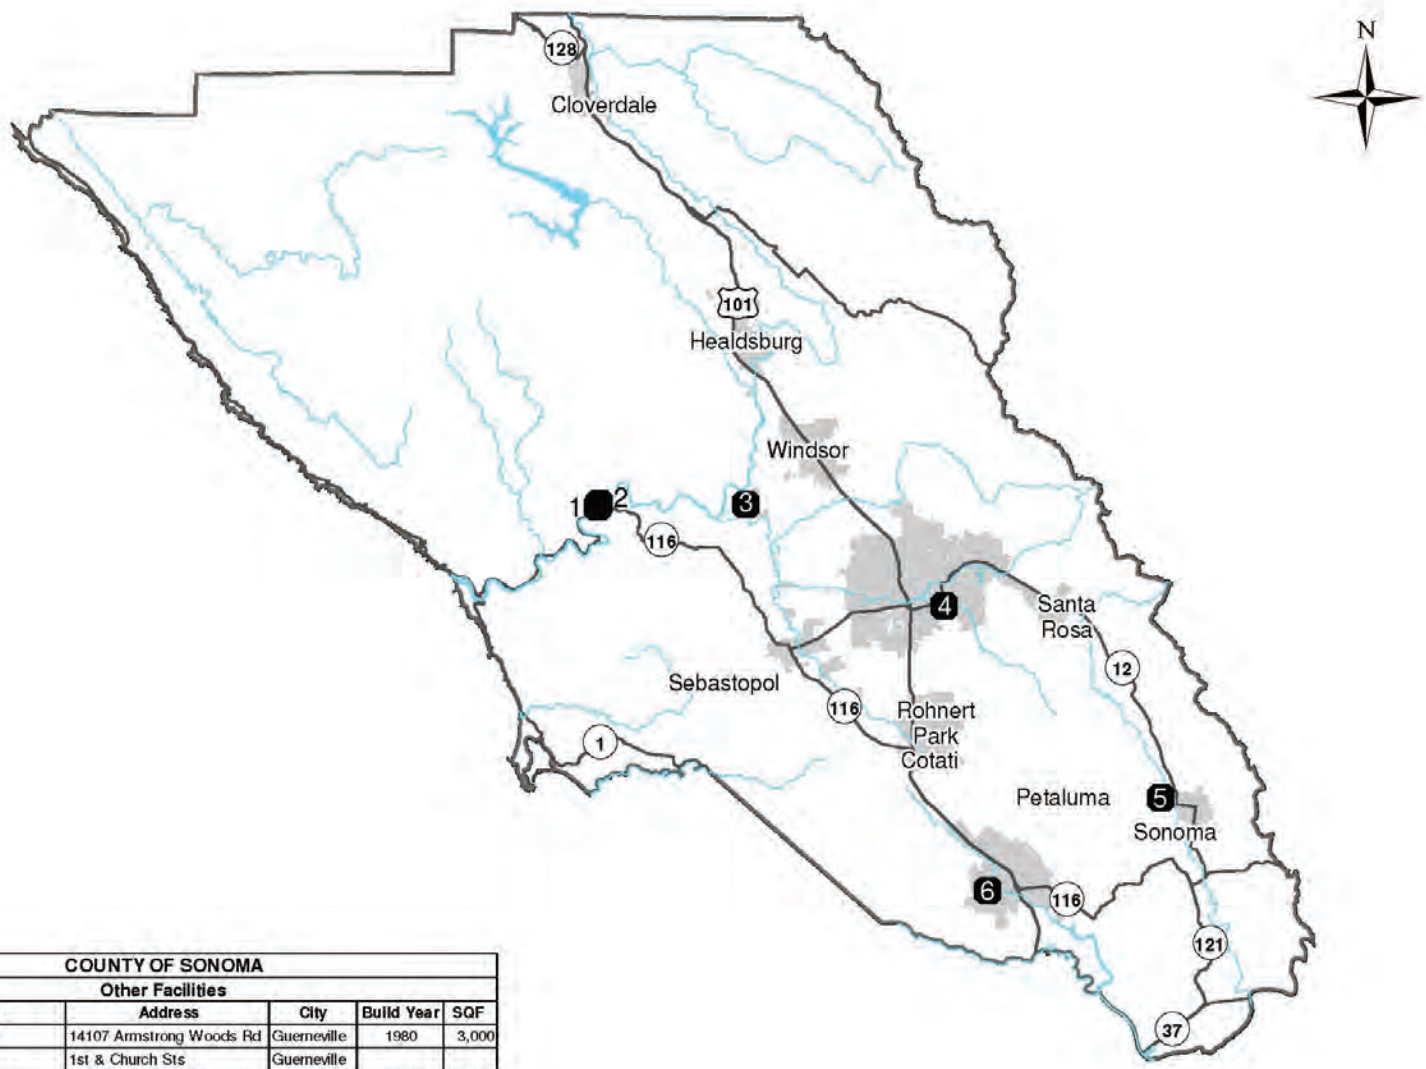 N
128
Cloverdale
101
Healdsburg
Windsor
1 2
3
116
4
Santa
Rosa
12
Sebastopol
116
Rohnert
Park
Cotati
1
Petaluma
5
Sonoma
6
116
121
37
COUNTY OF SONOMA
Other Facilities
Address City Build Year SQF
14107 Armstrong Woods Rd Guerneville 1980 3,000
1st & Church Sts Guerneville